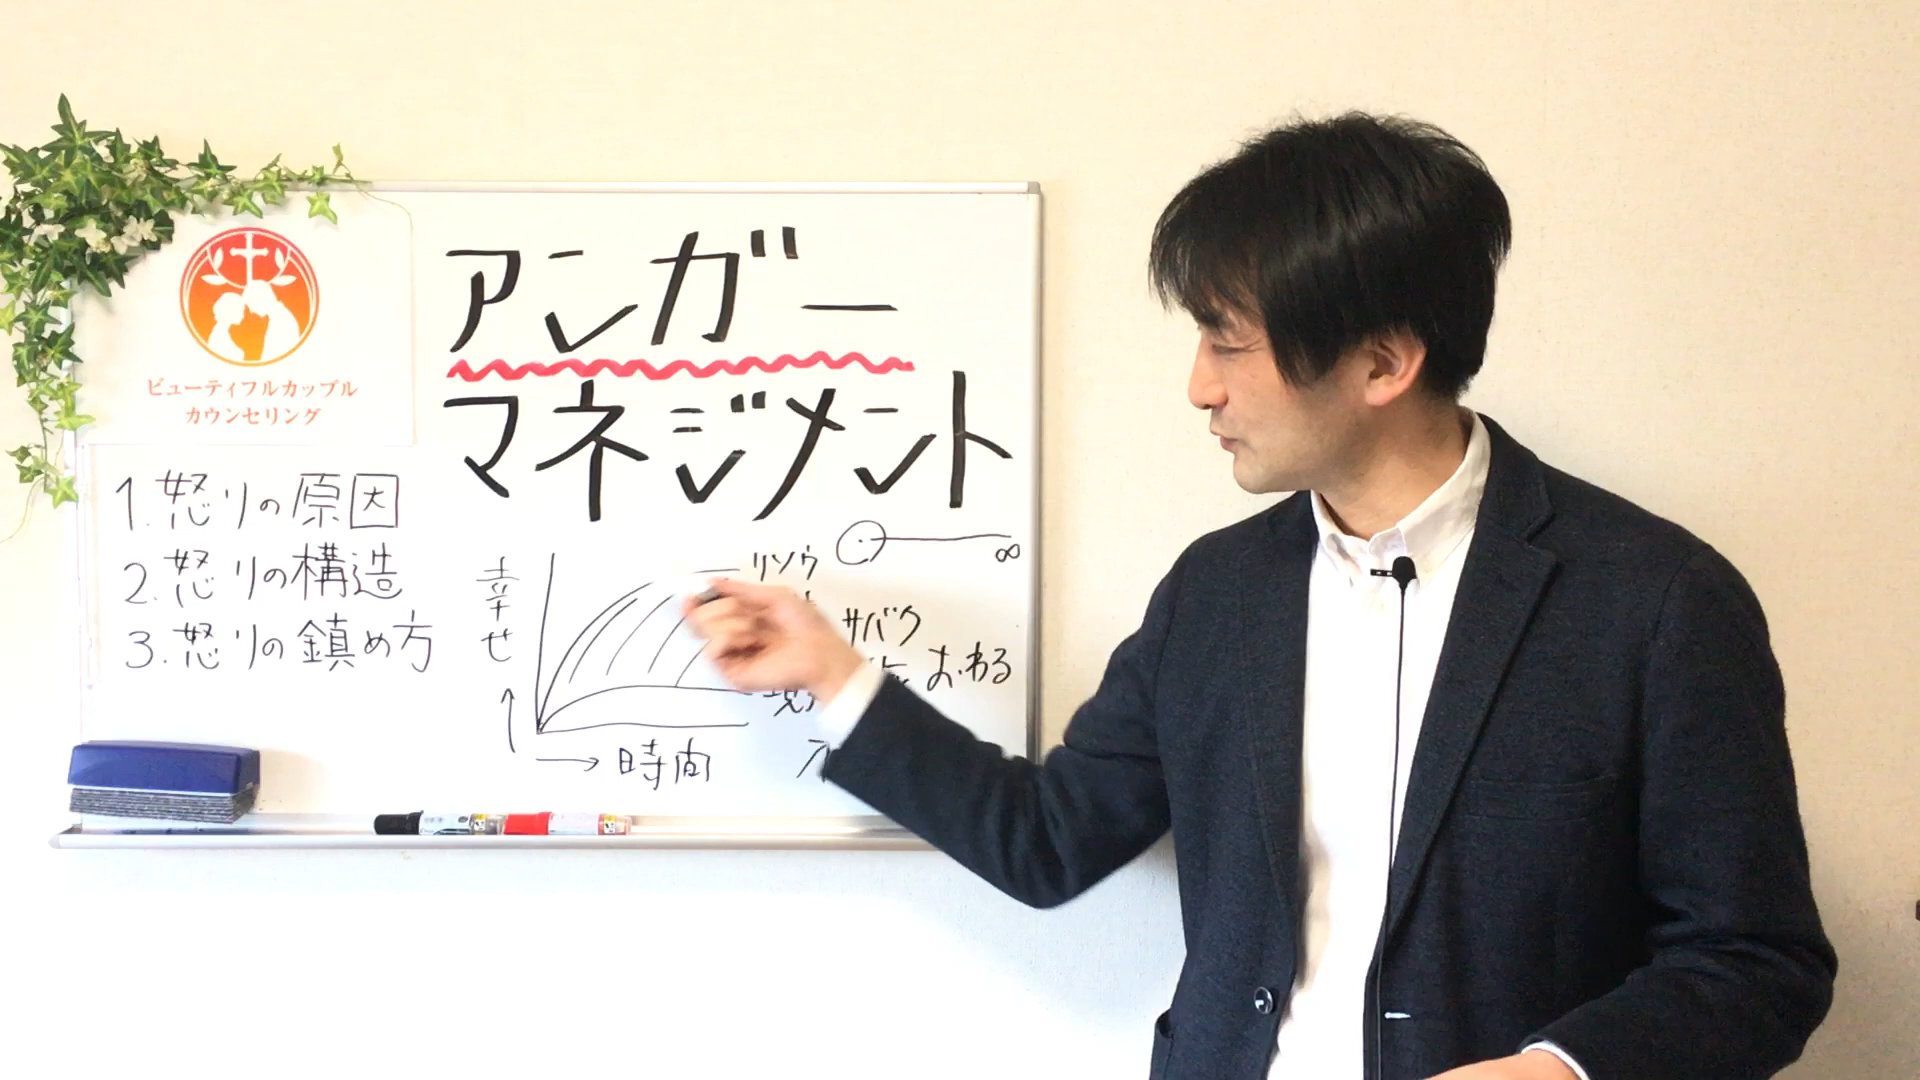 ビューティフルカップル
カウンセリング
アンガー
マネジメント
1. 怒りの原因
2. 怒りの構造
3. 怒りの鎮め方
幸せ
リソウ
∞
サバク
おわる
時間